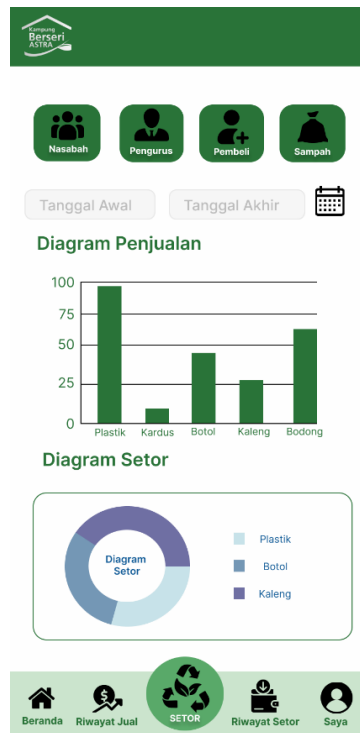 Kampung
Berseri
ASTRA
Nasabah
Pengurus
Pembeli
Sampah
Tanggal Awal
Tanggal Akhir
Diagram Penjualan
100
75
50
25
0
Plastik Kardus Botol Kaleng Bodong
Diagram Setor
Diagram
Setor
Plastik
Botol
Kaleng
$
Beranda
Riwayat Jual
SETOR
Riwayat Setor
Saya